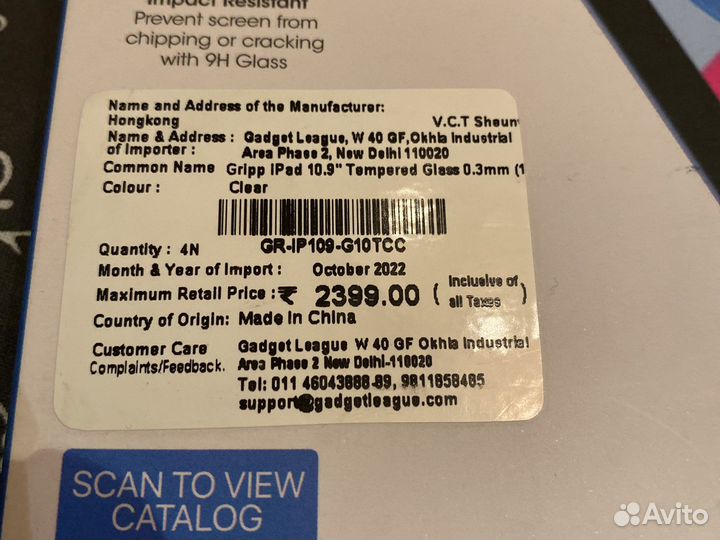 Impact Resistant
Prevent screen from
chipping or cracking
with 9H Glass
Name and Address of the Manufacturer:
Hongkong V.C.T Sheun
Name & Address : Gadget League, W 40 GF,Okhla Industrial
of Importer : Area Phase 2, New Delhi 110020
Common Name Gripp iPad 10.9" Tempered Glass 0.3mm (1
Colour : Clear
GR-IP109-G10TCC
Quantity : 4N
Month & Year of Import : October 2022
Maximum Retail Price : ₹ 2399.00 ( Inclusive of all Taxes )
Country of Origin: Made in China
Customer Care Gadget League W 40 GF Okhla Industrial
Complaints/Feedback. Area Phase 2 New Delhi-110020
Tel: 011 46043888-89, 9811858485
support@gadgetleague.com
SCAN TO VIEW
CATALOG
Avito